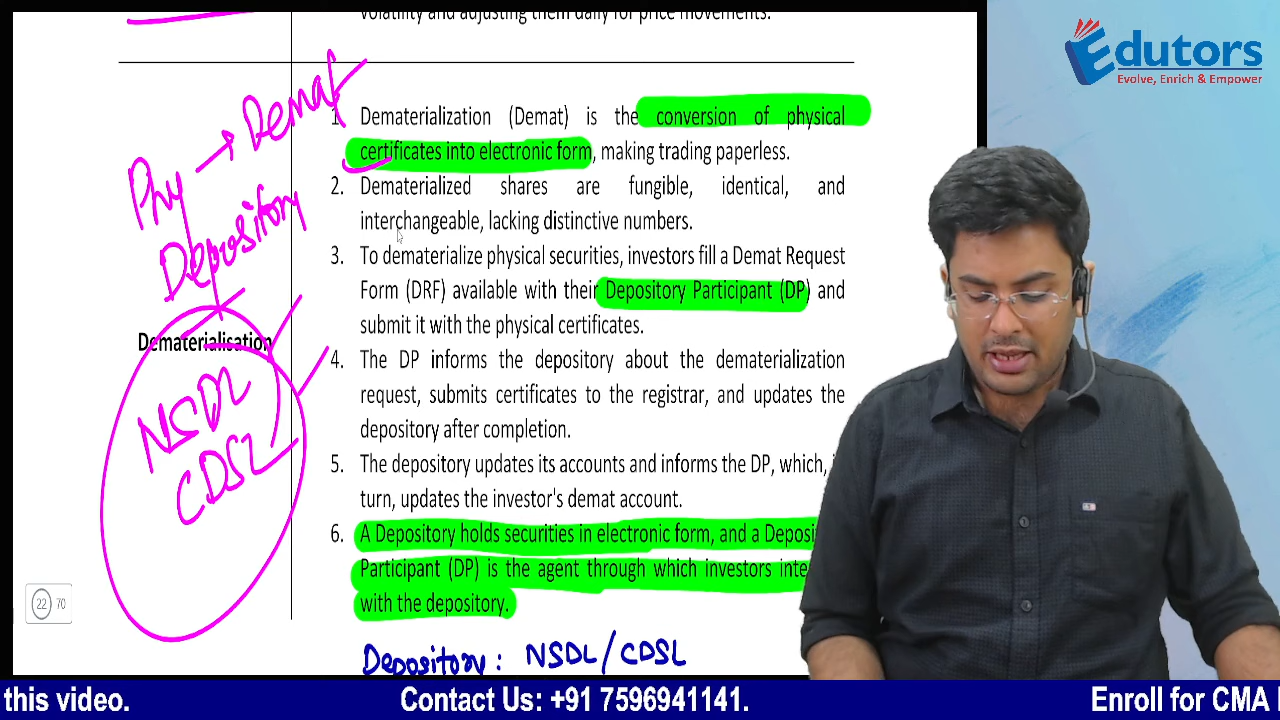 volatility and adjusting them daily for price movements.
Edutors
Evolve, Enrich & Empower
Phy → Demat
Depository
Dematerialisation
NSDL
CDSL
1. Dematerialization (Demat) is the conversion of physical
certificates into electronic form, making trading paperless.
2. Dematerialized shares are fungible, identical, and
interchangeable, lacking distinctive numbers.
3. To dematerialize physical securities, investors fill a Demat Request
Form (DRF) available with their Depository Participant (DP) and
submit it with the physical certificates.
4. The DP informs the depository about the dematerialization
request, submits certificates to the registrar, and updates the
depository after completion.
5. The depository updates its accounts and informs the DP, which,
turn, updates the investor's demat account.
6. A Depository holds securities in electronic form, and a
Participant (DP) is the agent through which investors
with the depository.
Depository: NSDL/CDSL
22 70
this video.
Contact Us: +91 7596941141.
Enroll for CMA